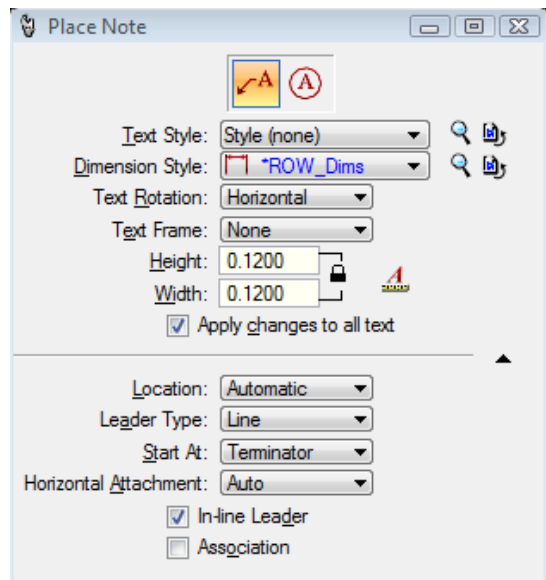 Place Note
A A
Text Style: Style (none)
Dimension Style: *ROW_Dims
Text Rotation: Horizontal
Text Frame: None
Height: 0.1200
Width: 0.1200 A
Apply changes to all text
Location: Automatic
Leader Type: Line
Start At: Terminator
Horizontal Attachment: Auto
In-line Leader
Association